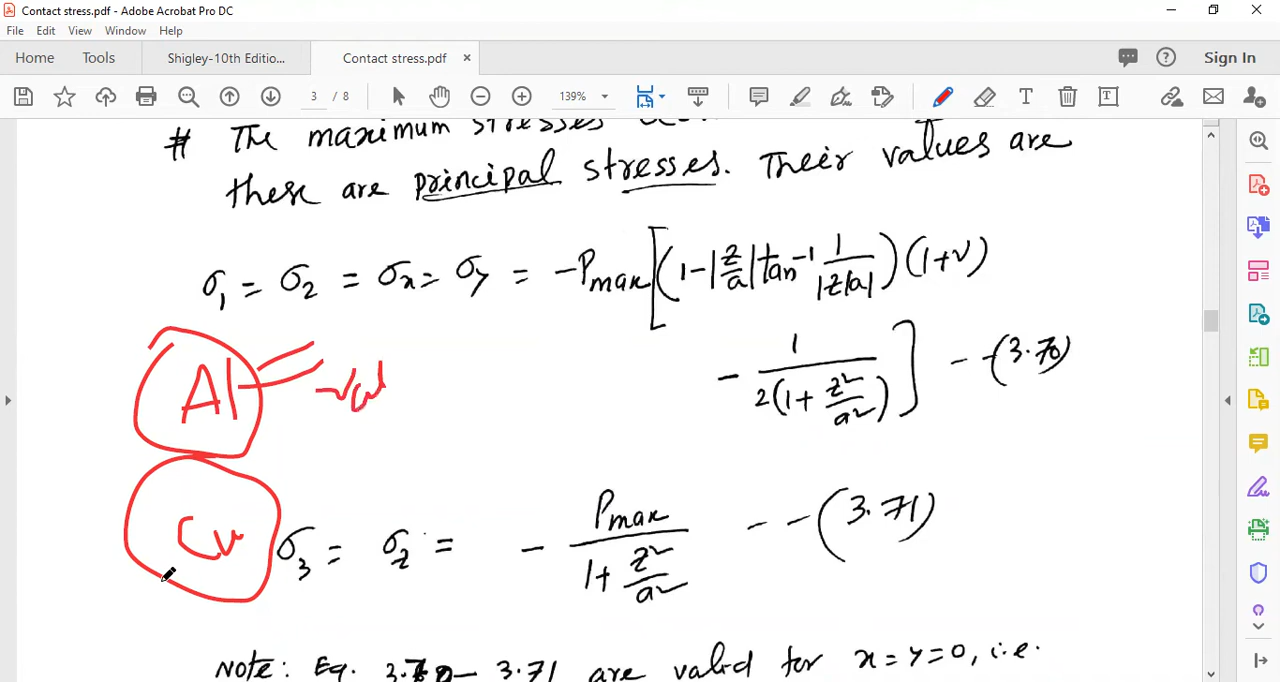 Contact stress.pdf - Adobe Acrobat Pro DC
File Edit View Window Help
Home Tools Shigley-10th Editio... Contact stress.pdf × Sign In
3 / 8 139%
# The maximum stresses
these are principal stresses. Their values are
σ₁ = σ₂ = σx = σy = -Pmax[(1-|z/a| tan⁻¹ 1/|z/a|)(1+ν)
- 1/2(1+z²/a²)] - -(3.70)
Al
Cu
σ₃ = σz = - Pmax/1+z²/a² - -(3.71)
Note: Eq. 3.70- 3.71 are valid for x=y=0, i.e.